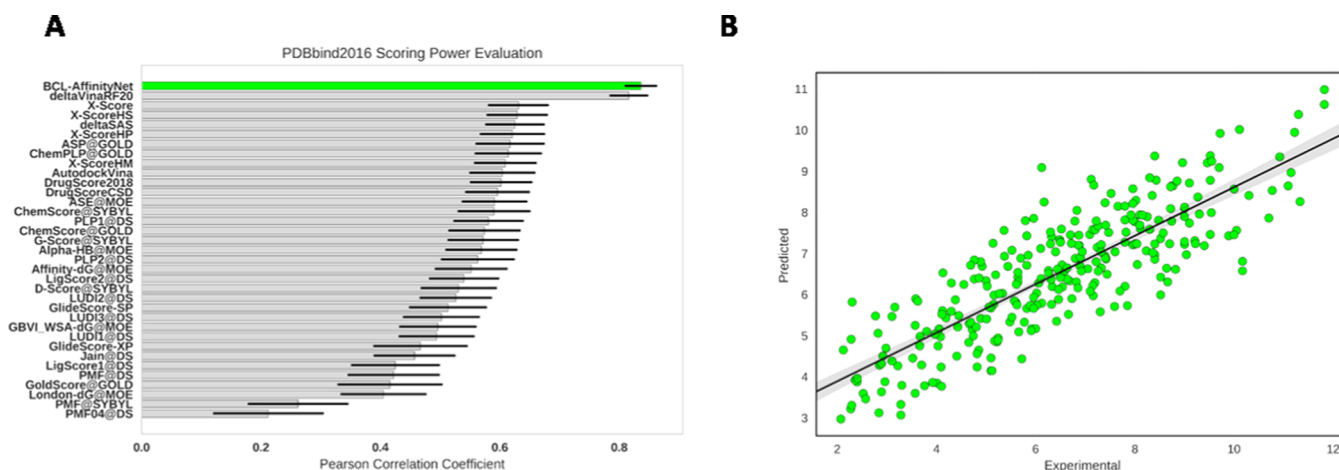 A
PDBbind2016 Scoring Power Evaluation
BCL-AffinityNet
deltaVinaRF20
X-Score
X-ScoreHS
deltaSAS
X-ScoreHP
ASP@GOLD
ChemPLP@GOLD
X-ScoreHM
AutodockVina
DrugScore2018
DrugScoreCSD
ASE@MOE
ChemScore@SYBYL
PLP1@DS
ChemScore@GOLD
G-Score@SYBYL
Alpha-HB@MOE
PLP2@DS
Affinity-dG@MOE
LigScore2@DS
D-Score@SYBYL
LUDI2@DS
GlideScore-SP
LUDI3@DS
GBVI_WSA-dG@MOE
LUDI1@DS
GlideScore-XP
Jain@DS
LigScore1@DS
PMF@DS
GoldScore@GOLD
London-dG@MOE
PMF@SYBYL
PMF04@DS
0.0 0.2 0.4 0.6 0.8
Pearson Correlation Coefficient
B
11
10
9
8
7
6
5
4
3
Predicted
2 4 6 8 10 12
Experimental